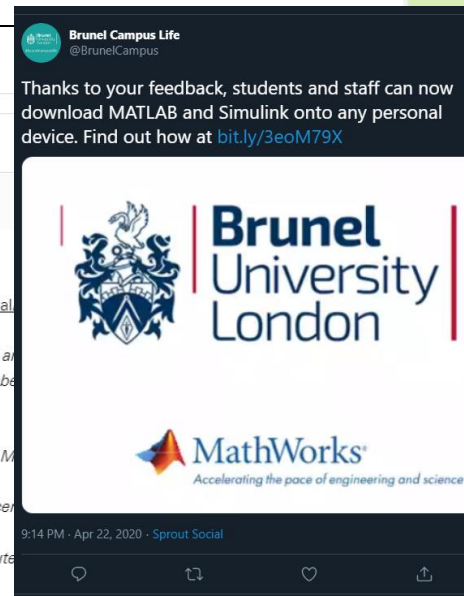 Brunel Campus Life
@BrunelCampus
Thanks to your feedback, students and staff can now
download MATLAB and Simulink onto any personal
device. Find out how at bit.ly/3eoM79X
Brunel
University
London
MathWorks
Accelerating the pace of engineering and science
9:14 PM · Apr 22, 2020 · Sprout Social